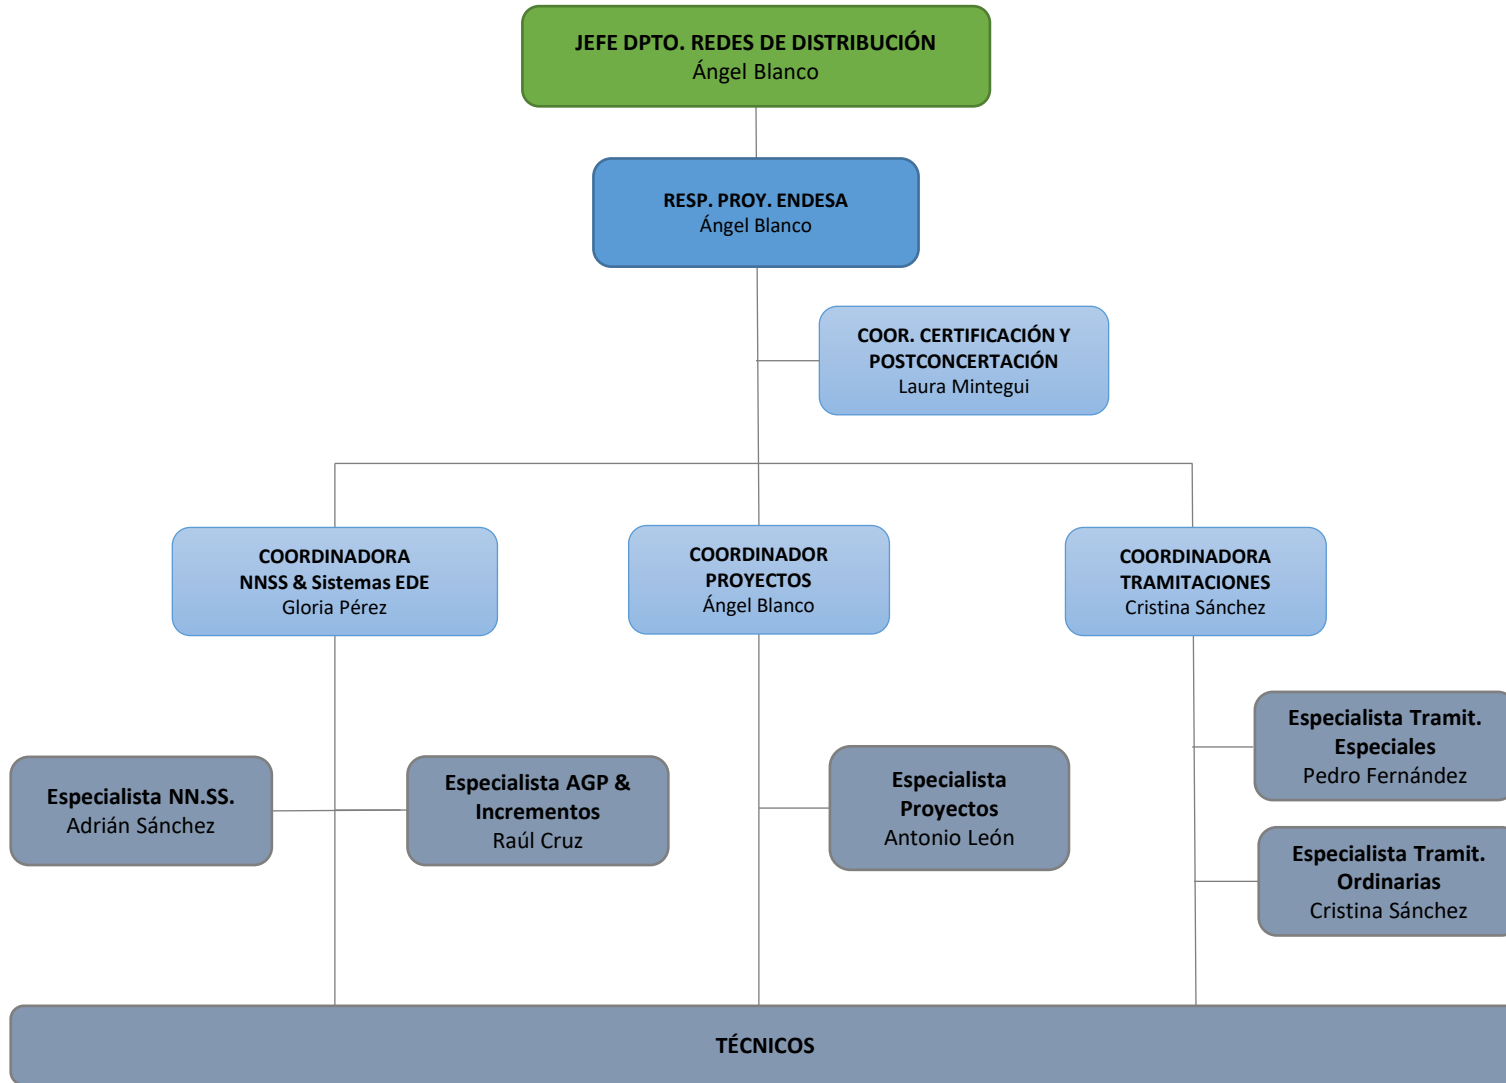 JEFE DPTO. REDES DE DISTRIBUCIÓN
Ángel Blanco
RESP. PROY. ENDESA
Ángel Blanco
COOR. CERTIFICACIÓN Y
POSTCONCERTACIÓN
Laura Mintegui
COORDINADORA
NNSS & Sistemas EDE
Gloria Pérez
COORDINADOR
PROYECTOS
Ángel Blanco
COORDINADORA
TRAMITACIONES
Cristina Sánchez
Especialista NN.SS.
Adrián Sánchez
Especialista AGP &
Incrementos
Raúl Cruz
Especialista
Proyectos
Antonio León
Especialista Tramit.
Especiales
Pedro Fernández
Especialista Tramit.
Ordinarias
Cristina Sánchez
TÉCNICOS